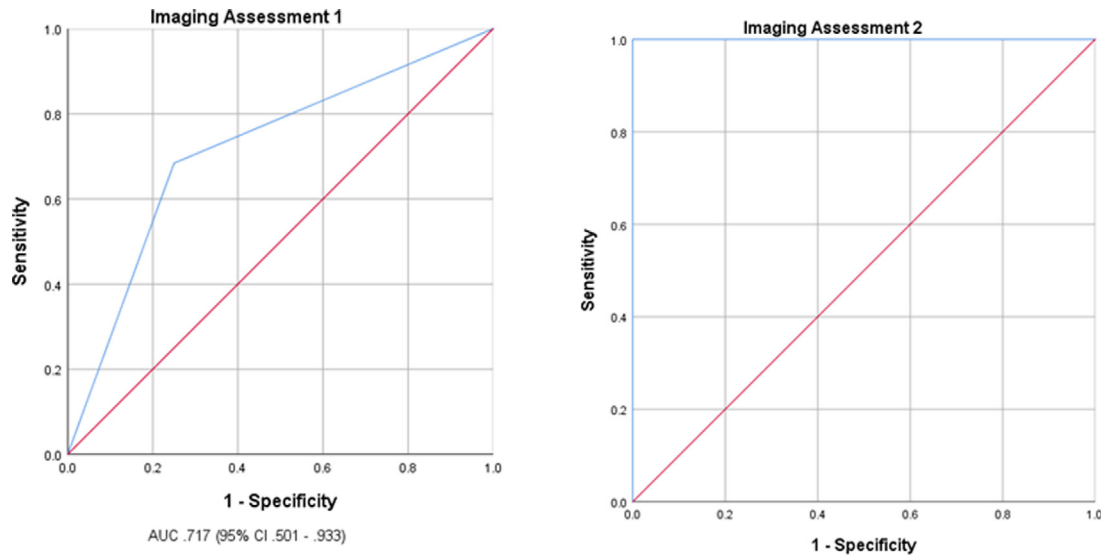 Imaging Assessment 1
1.0
0.8
0.6
0.4
0.2
0.0
Sensitivity
0.0 0.2 0.4 0.6 0.8 1.0
1 - Specificity
AUC .717 (95% CI .501 - .933)
Imaging Assessment 2
1.0
0.8
0.6
0.4
0.2
0.0
Sensitivity
0.0 0.2 0.4 0.6 0.8 1.0
1 - Specificity